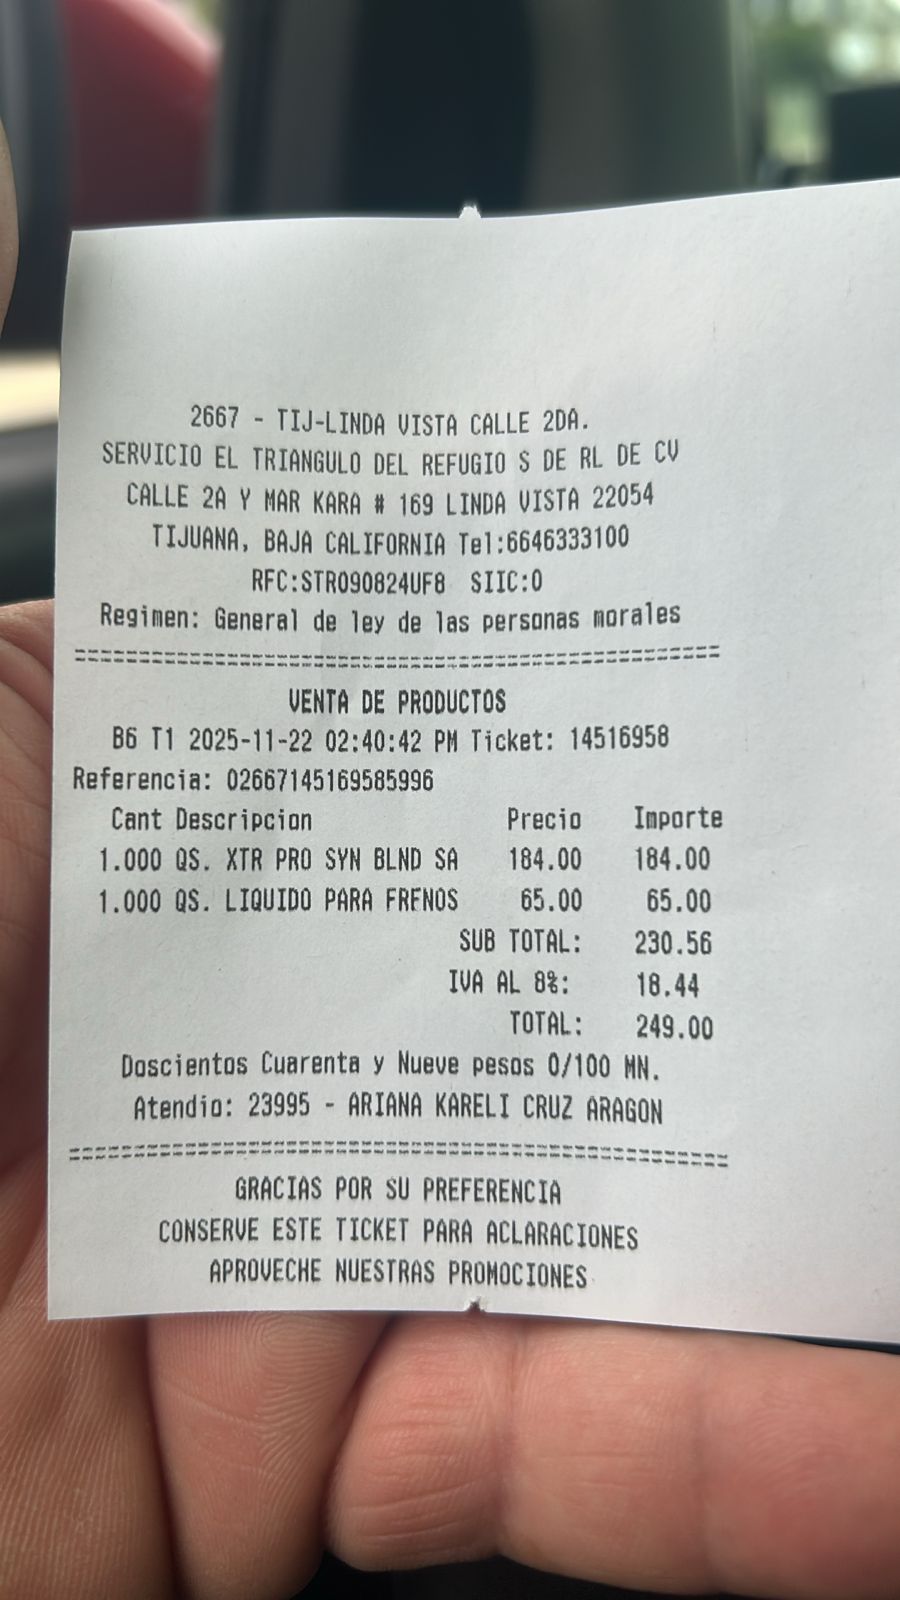 2667 - TIJ-LINDA VISTA CALLE 2DA.
SERVICIO EL TRIANGULO DEL REFUGIO S DE RL DE CV
CALLE 2A Y MAR KARA # 169 LINDA VISTA 22054
TIJUANA, BAJA CALIFORNIA Tel:6646333100
RFC:STR090824UF8 SIIC:0
Regimen: General de ley de las personas morales
=====================================================
VENTA DE PRODUCTOS
B6 T1 2025-11-22 02:40:42 PM Ticket: 14516958
Referencia: 02667145169585996
Cant Descripcion Precio Importe
1.000 QS. XTR PRO SYN BLND SA 184.00 184.00
1.000 QS. LIQUIDO PARA FRENOS 65.00 65.00
SUB TOTAL: 230.56
IVA AL 8%: 18.44
TOTAL: 249.00
Doscientos Cuarenta y Nueve pesos 0/100 MN.
Atendio: 23995 - ARIANA KARELI CRUZ ARAGON
=====================================================
GRACIAS POR SU PREFERENCIA
CONSERVE ESTE TICKET PARA ACLARACIONES
APROVECHE NUESTRAS PROMOCIONES